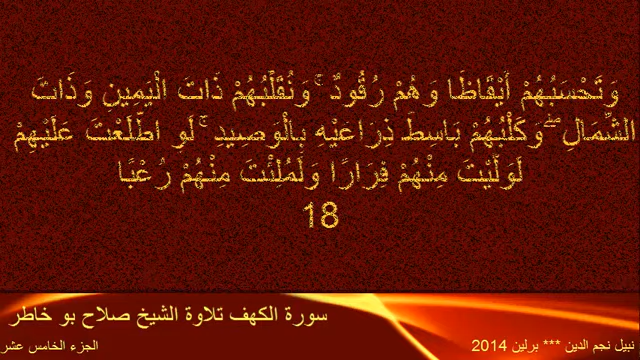 وَتَحْسَبُهُمْ أَيْقَاظًا وَهُمْ رُقُودٌ ۚ وَنُقَلِّبُهُمْ ذَاتَ الْيَمِينِ وَذَاتَ
الشِّمَالِ ۖ وَكَلْبُهُم بَاسِطٌ ذِرَاعَيْهِ بِالْوَصِيدِ ۚ لَوِ اطَّلَعْتَ عَلَيْهِمْ
لَوَلَّيْتَ مِنْهُمْ فِرَارًا وَلَمُلِئْتَ مِنْهُمْ رُعْبًا
18
سورة الكهف تلاوة الشيخ صلاح بو خاطر
نبيل نجم الدين *** برلين 2014
الجزء الخامس عشر